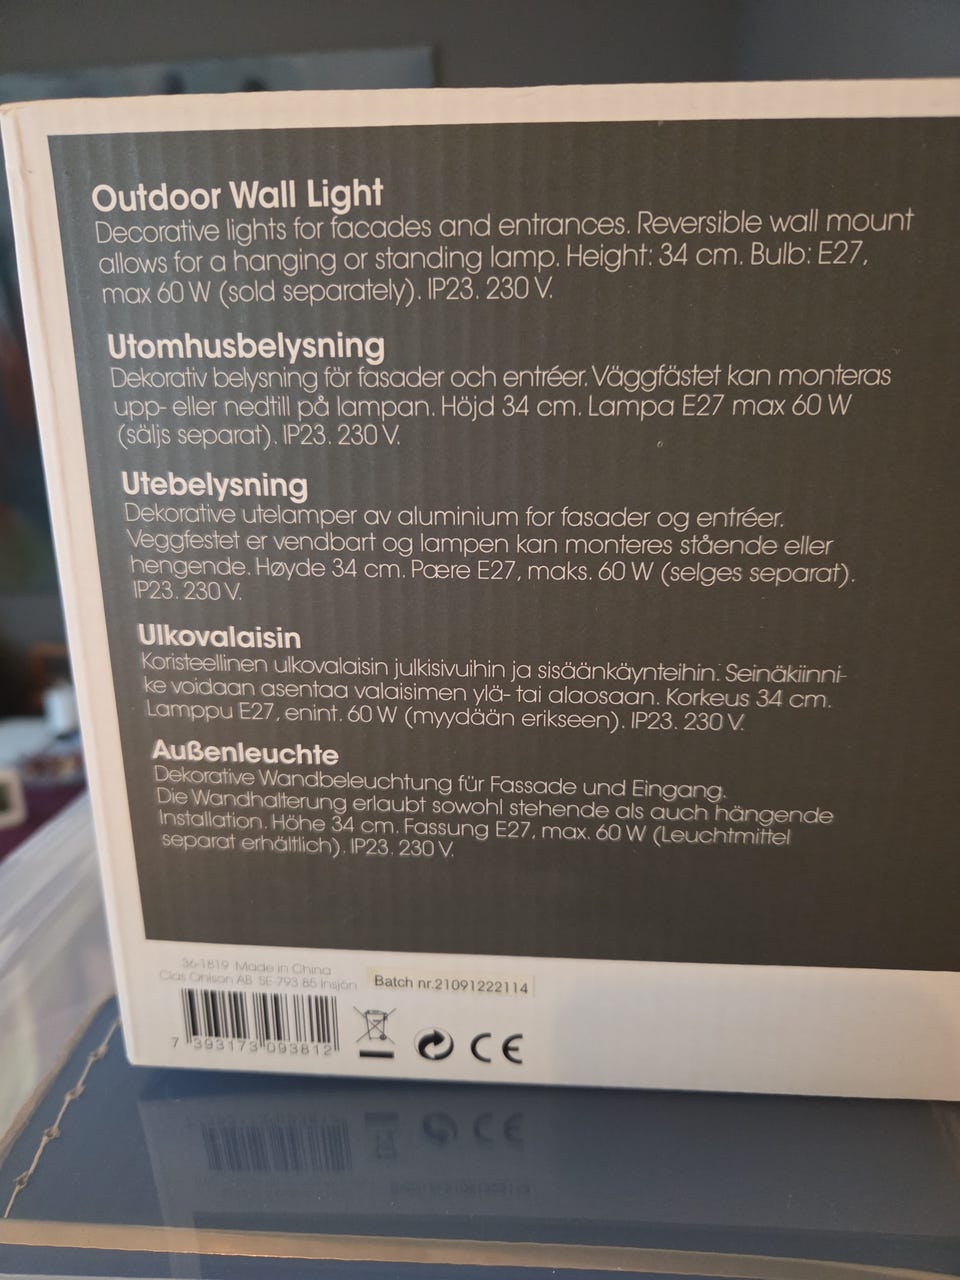 Outdoor Wall Light
Decorative lights for facades and entrances. Reversible wall mount
allows for a hanging or standing lamp. Height: 34 cm. Bulb: E27,
max 60 W (sold separately). IP23. 230 V.
Utomhusbelysning
Dekorativ belysning för fasader och entréer. Väggfästet kan monteras
upp- eller nedtill på lampan. Höjd 34 cm. Lampa E27 max 60 W
(säljs separat). IP23. 230 V.
Utebelysning
Dekorative utelamper av aluminium for fasader og entréer.
Veggfestet er vendbart og lampen kan monteres stående eller
hengende. Høyde 34 cm. Pære E27, maks. 60 W (selges separat).
IP23. 230 V.
Ulkovalaisin
Koristeellinen ulkovalaisin julkisivuihin ja sisäänkäynteihin. Seinäkiinni-
ke voidaan asentaa valaisimen ylä- tai alaosaan. Korkeus 34 cm.
Lamppu E27, enint. 60 W (myydään erikseen). IP23. 230 V.
Außenleuchte
Dekorative Wandbeleuchtung für Fassade und Eingang.
Die Wandhalterung erlaubt sowohl stehende als auch hängende
Installation. Höhe 34 cm. Fassung E27, max. 60 W (Leuchtmittel
separat erhältlich). IP23. 230 V.
36-1819 Made in China
Clas Ohlson AB, SE-793 85 Insjön
Batch nr.21091222114
7 393173 093812
CE